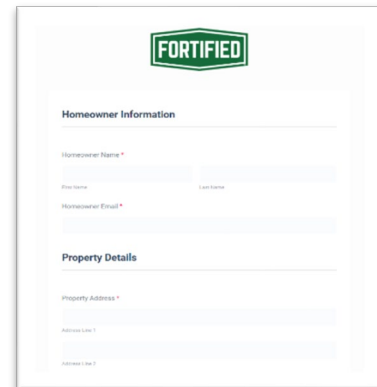 FORTIFIED
Homeowner Information
Homeowner Name *
First Name Last Name
Homeowner Email *
Property Details
Property Address *
Address Line 1
Address Line 2